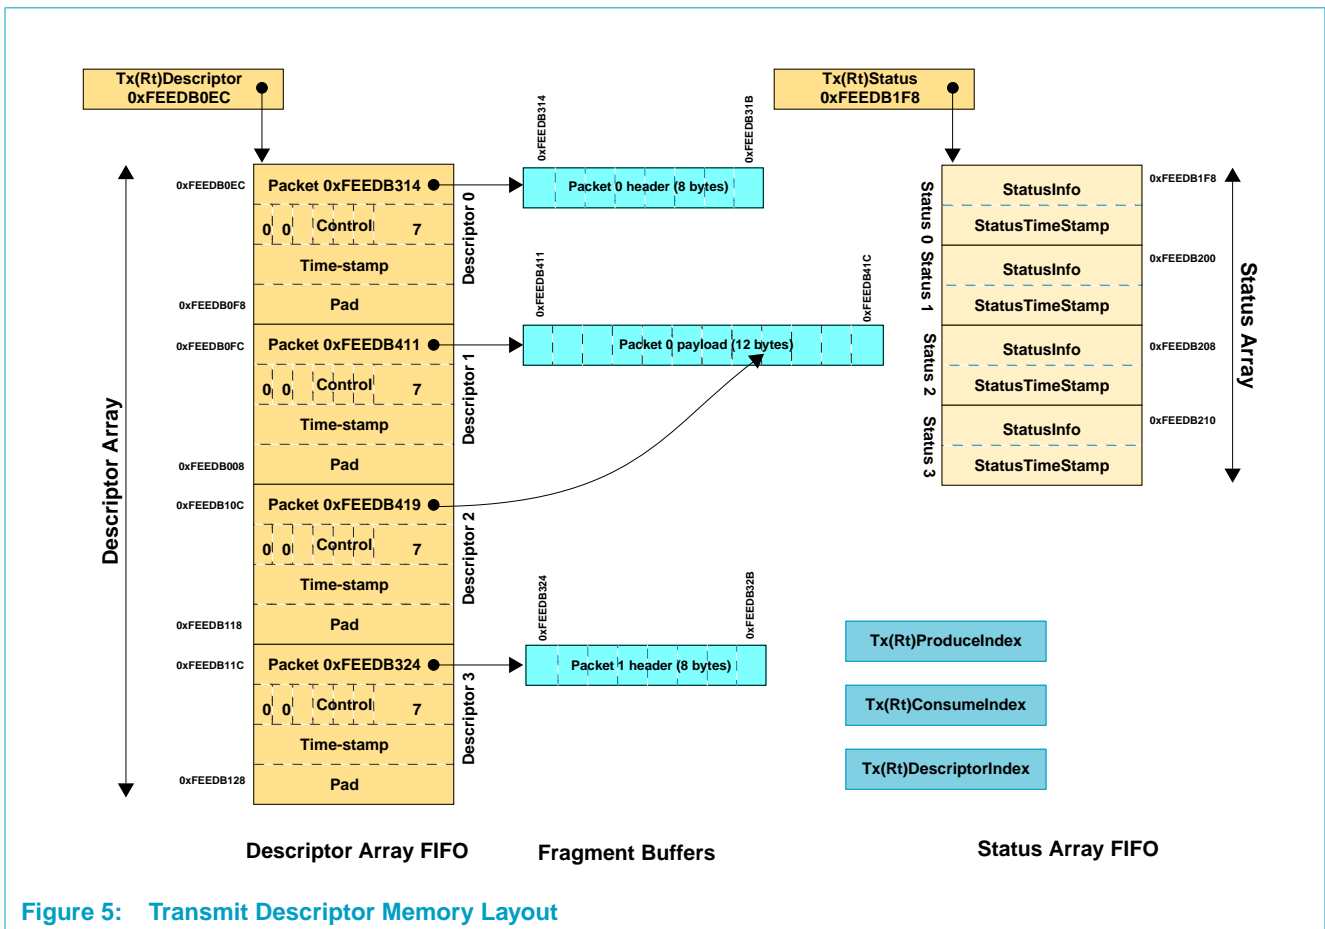 Tx(Rt)Descriptor
0xFEEDB0EC
Tx(Rt)Status
0xFEEDB1F8
0xFEEDB314
0xFEEDB31B
0xFEEDB0EC
Packet 0xFEEDB314
0 0 Control 7
Time-stamp
0xFEEDB0F8
Pad
Descriptor 0
Packet 0 header (8 bytes)
0xFEEDB411
0xFEEDB41C
0xFEEDB0FC
Packet 0xFEEDB411
0 0 Control 7
Time-stamp
0xFEEDB008
Pad
Descriptor 1
Packet 0 payload (12 bytes)
0xFEEDB10C
Packet 0xFEEDB419
0 0 Control 7
Time-stamp
0xFEEDB118
Pad
Descriptor 2
0xFEEDB324
0xFEEDB32B
0xFEEDB11C
Packet 0xFEEDB324
0 0 Control 7
Time-stamp
0xFEEDB128
Pad
Descriptor 3
Packet 1 header (8 bytes)
Descriptor Array
Status 0
StatusInfo
StatusTimeStamp
0xFEEDB1F8
Status 1
StatusInfo
StatusTimeStamp
0xFEEDB200
Status 2
StatusInfo
StatusTimeStamp
0xFEEDB208
Status 3
StatusInfo
StatusTimeStamp
0xFEEDB210
Status Array
Tx(Rt)ProduceIndex
Tx(Rt)ConsumeIndex
Tx(Rt)DescriptorIndex
Descriptor Array FIFO
Fragment Buffers
Status Array FIFO
Figure 5: Transmit Descriptor Memory Layout